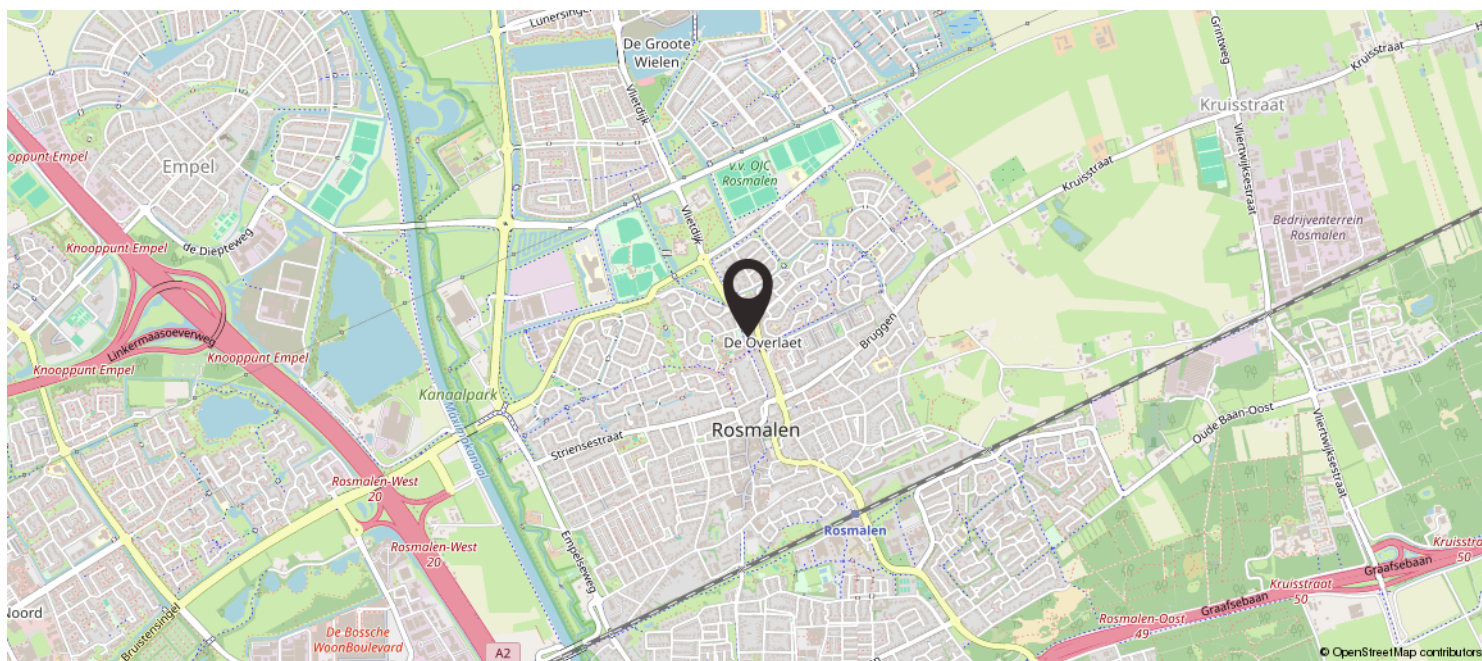 Lunersingel
De Groote
Wielen
Vlietdijk
Grintweg
Kruisstraat
Kruisstraat
Empel
Knooppunt Empel
v.v. OJC
Rosmalen
Kruisstraat
Vliertwijksestraat
Vlietdijk
Bedrijventerrein
Rosmalen
de Diepteweg
Knooppunt Empel
Linkermaasoeverweg
Knooppunt Empel
Knooppunt Empel
De Overlaet
Bruggen
Kanaalpark
Maximakanaal
Striensestraat
Rosmalen
Oude Baan-Oost
Vliertwijksestraat
Rosmalen-West
20
Rosmalen
Rosmalen-West
20
Empelseweg
Kruisstra
50
Graafsebaan
Kruisstraat
50
Graafsebaan
Noord
Bruistensingel
De Bossche
WoonBoulevard
A2
Rosmalen-Oost
49
© OpenStreetMap contributors